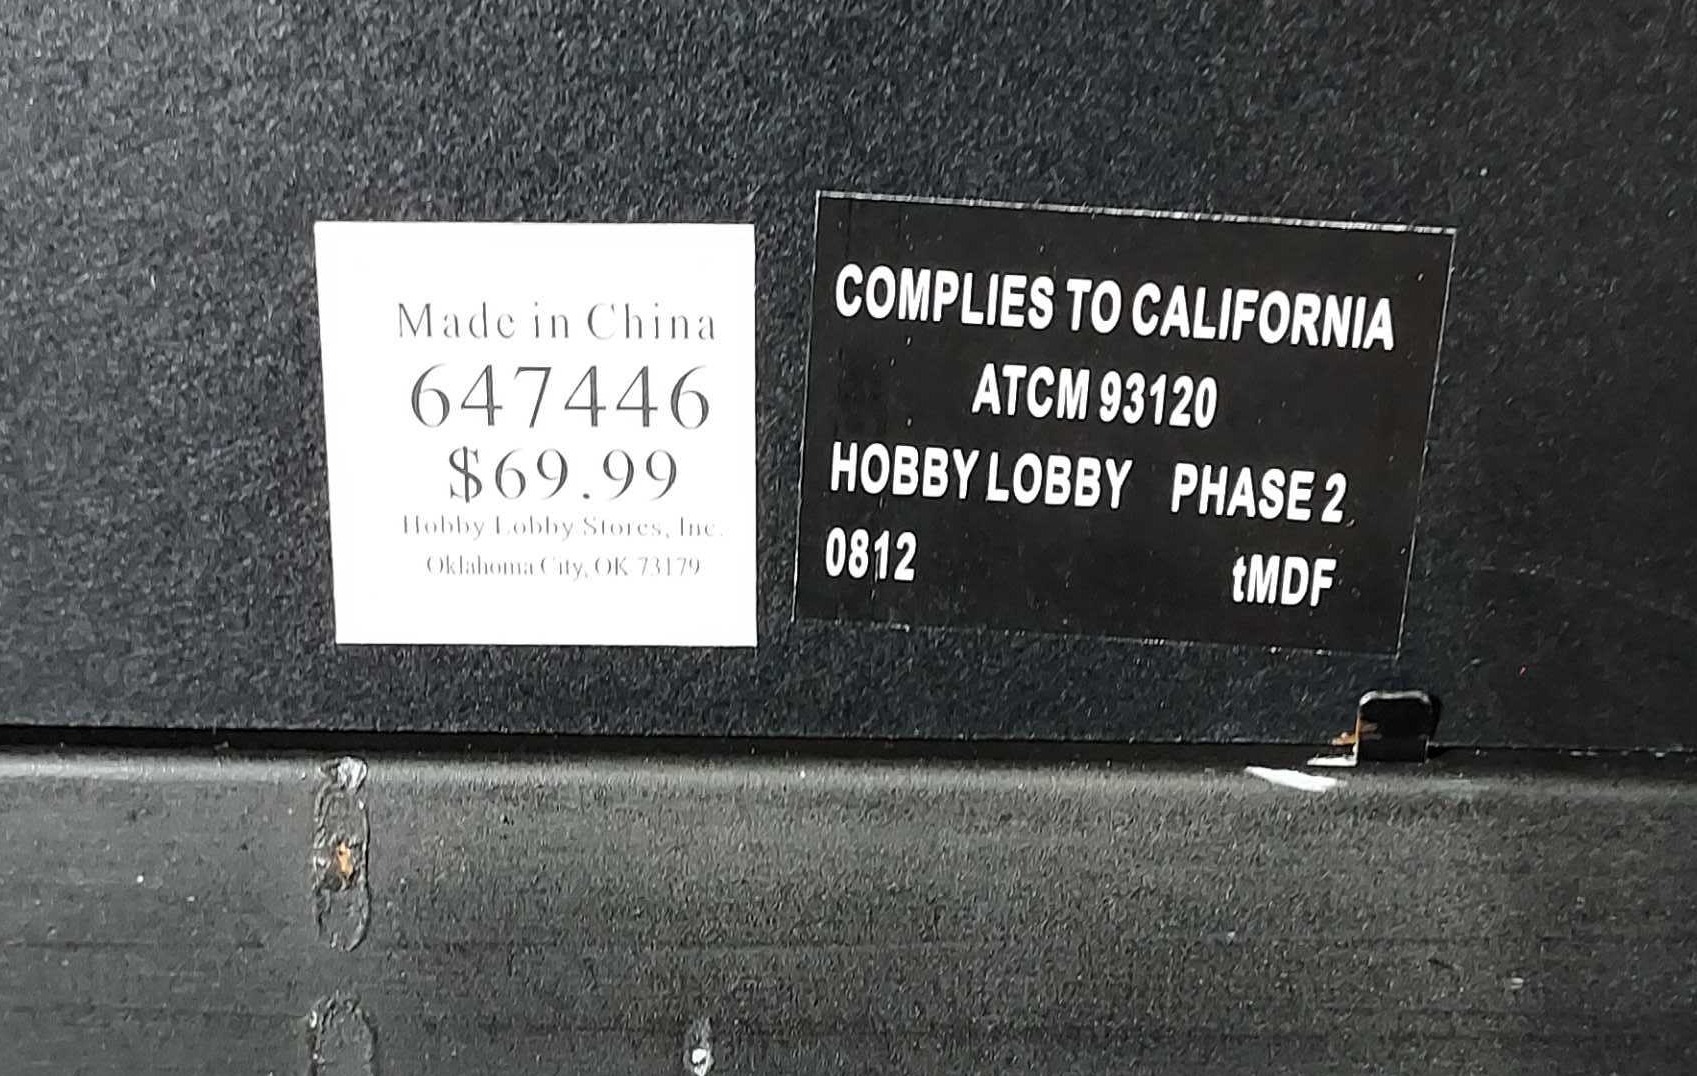 Made in China
647446
$69.99
Hobby Lobby Stores, Inc.
Oklahoma City, OK 73179
COMPLIES TO CALIFORNIA
ATCM 93120
HOBBY LOBBY PHASE 2
0812 tMDF